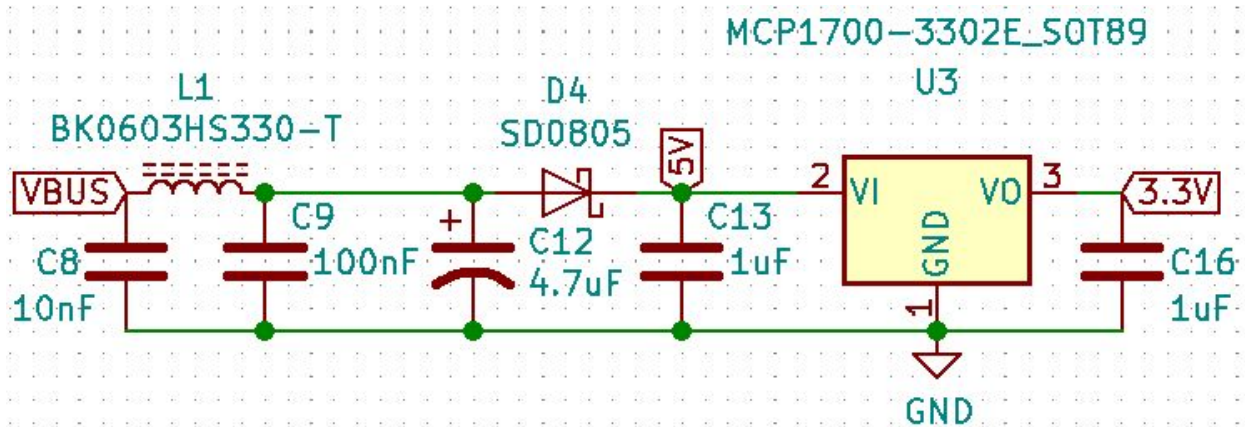 MCP1700-3302E_SOT89
U3
L1
BK0603HS330-T
D4
SD0805
VBUS
5V
2
VI
VO
3
3.3V
GND
1
C8
10nF
C9
100nF
+
C12
4.7uF
C13
1uF
C16
1uF
GND